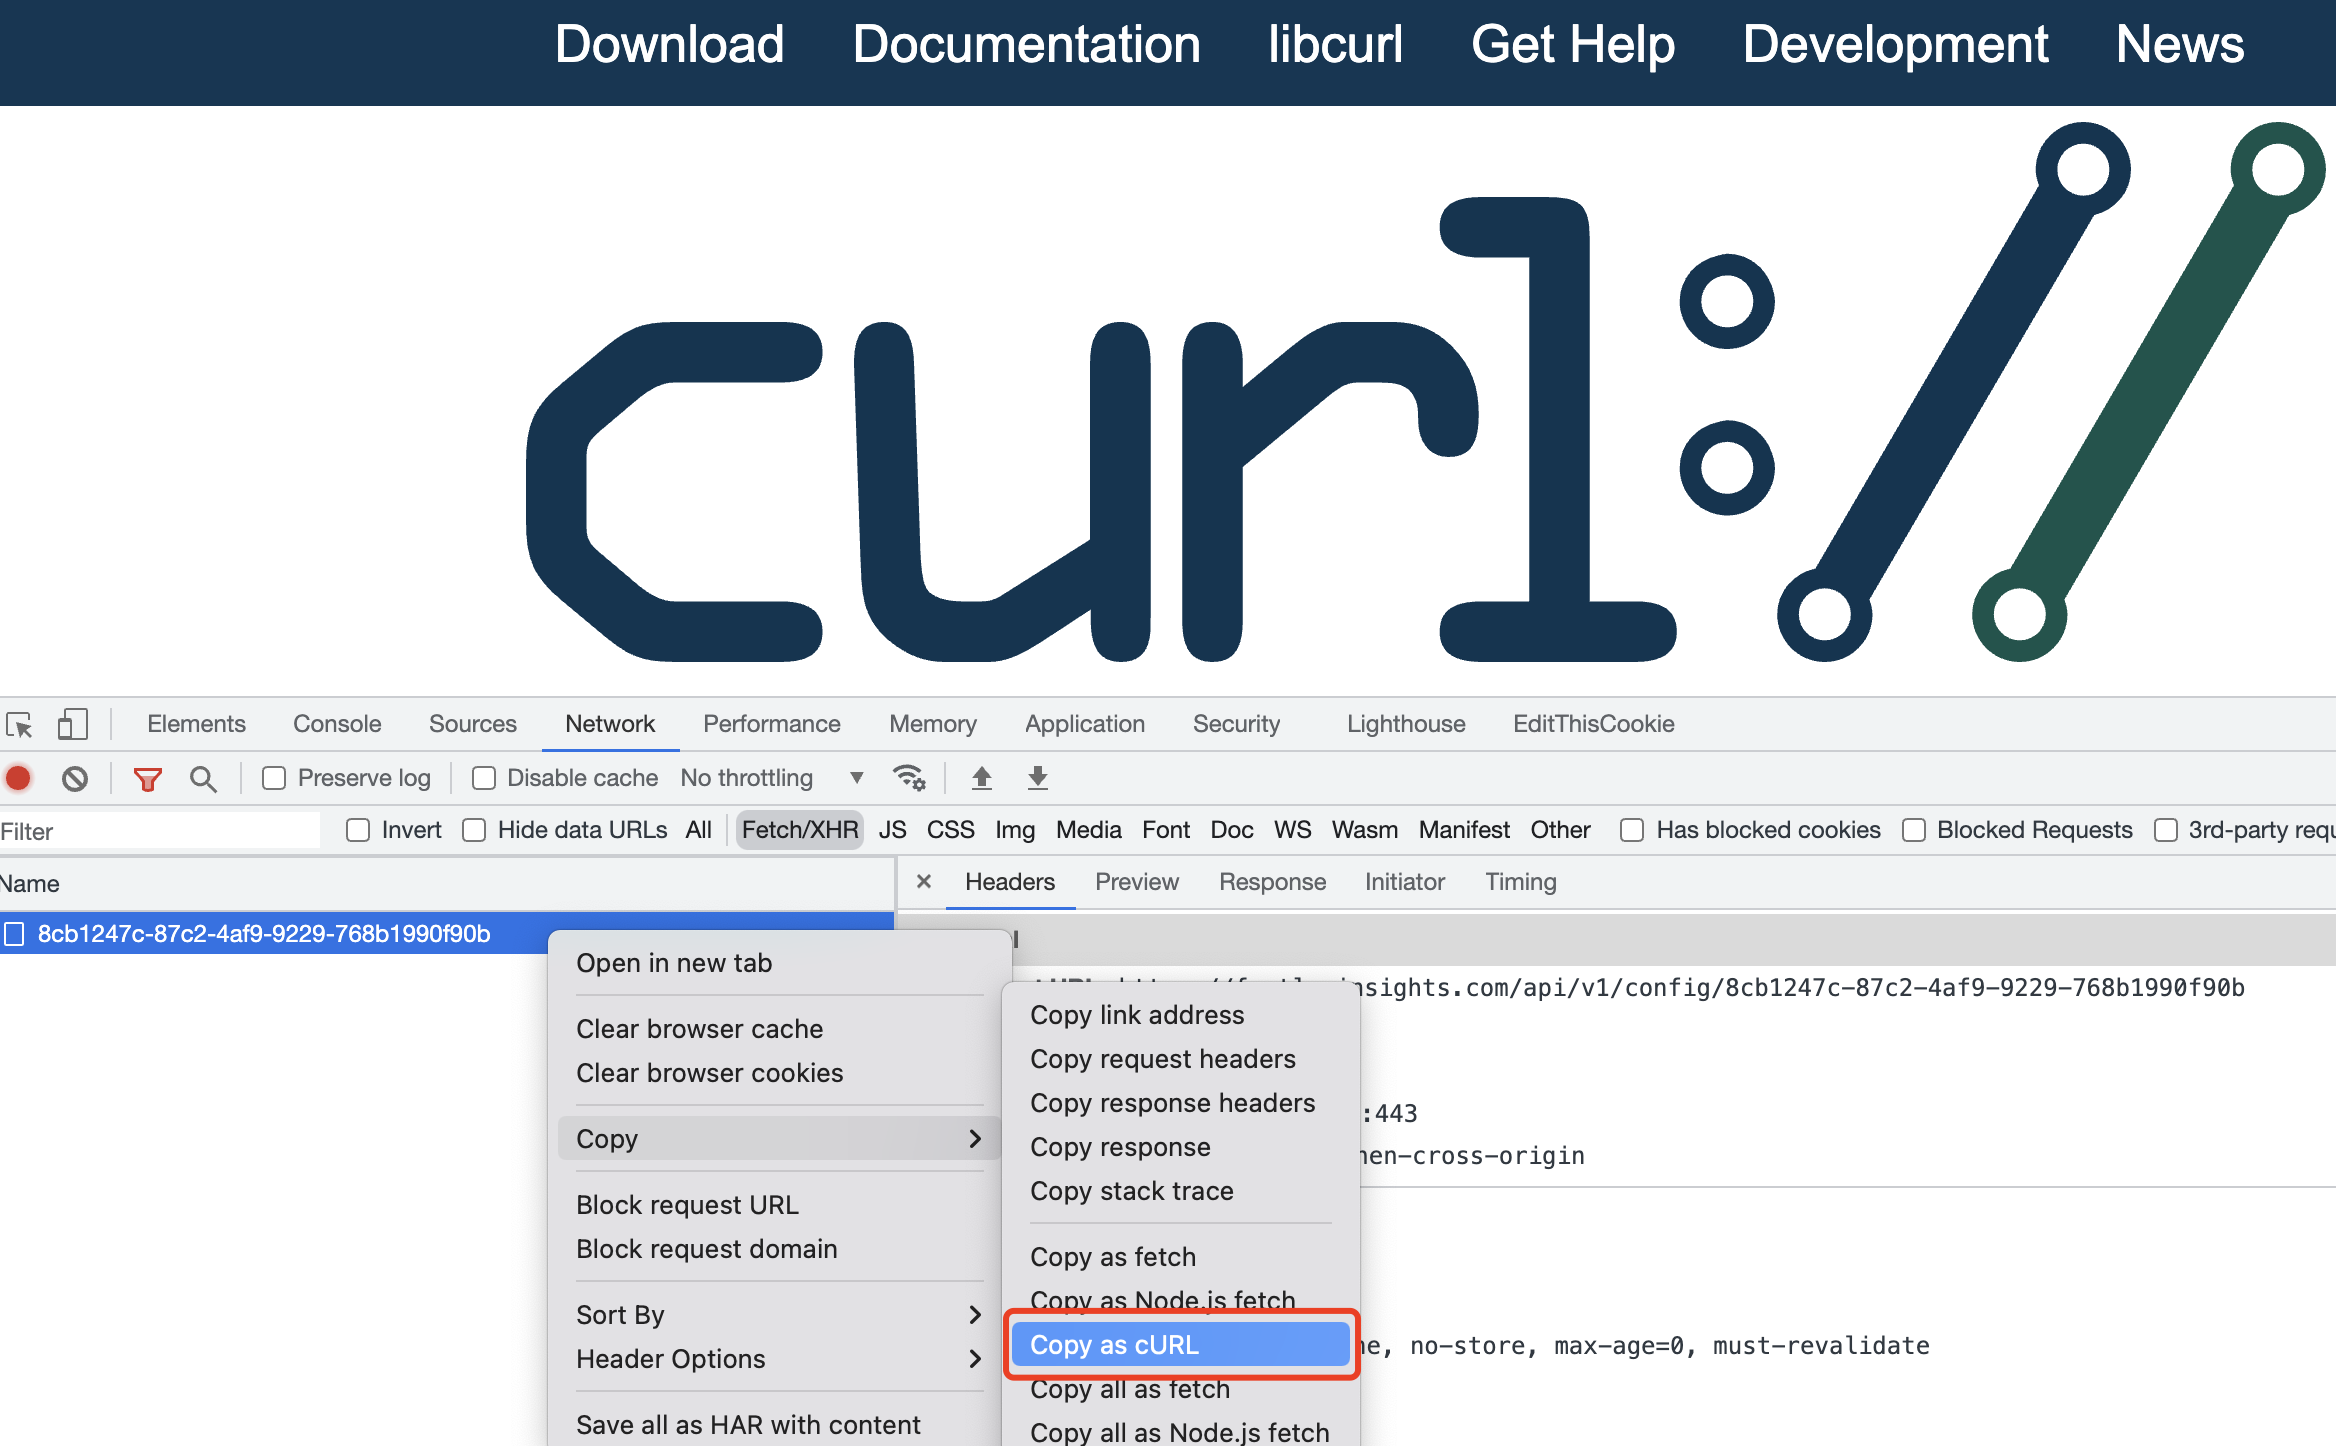 Download Documentation libcurl Get Help Development News
curl://
Elements Console Sources Network Performance Memory Application Security Lighthouse EditThisCookie
Preserve log Disable cache No throttling
Filter Invert Hide data URLs All Fetch/XHR JS CSS Img Media Font Doc WS Wasm Manifest Other Has blocked cookies Blocked Requests 3rd-party requ
Name
Headers Preview Response Initiator Timing
8cb1247c-87c2-4af9-9229-768b1990f90b
Open in new tab
Clear browser cache
Clear browser cookies
Copy
Block request URL
Block request domain
Sort By
Header Options
Save all as HAR with content
nsights.com/api/v1/config/8cb1247c-87c2-4af9-9229-768b1990f90b
Copy link address
Copy request headers
Copy response headers
:443
Copy response
hen-cross-origin
Copy stack trace
Copy as fetch
Copy as Node.js fetch
Copy as cURL
he, no-store, max-age=0, must-revalidate
Copy all as fetch
Copy all as Node.js fetch